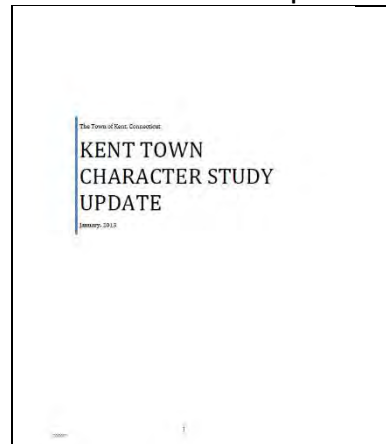 The Town of Kent, Connecticut
KENT TOWN
CHARACTER STUDY
UPDATE
January, 2013